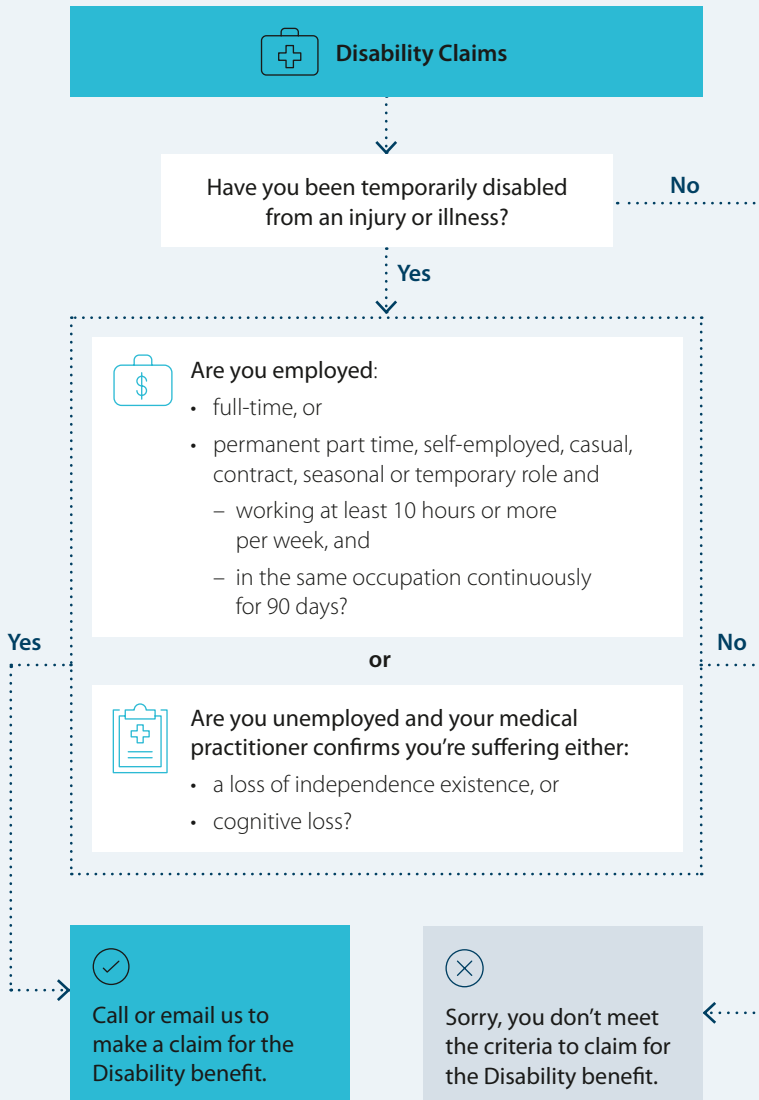 Disability Claims
Have you been temporarily disabled
from an injury or illness?
No
Yes
Are you employed:
• full-time, or
• permanent part time, self-employed, casual,
contract, seasonal or temporary role and
– working at least 10 hours or more
per week, and
– in the same occupation continuously
for 90 days?
Yes
or
No
Are you unemployed and your medical
practitioner confirms you're suffering either:
• a loss of independence existence, or
• cognitive loss?
Call or email us to
make a claim for the
Disability benefit.
Sorry, you don't meet
the criteria to claim for
the Disability benefit.